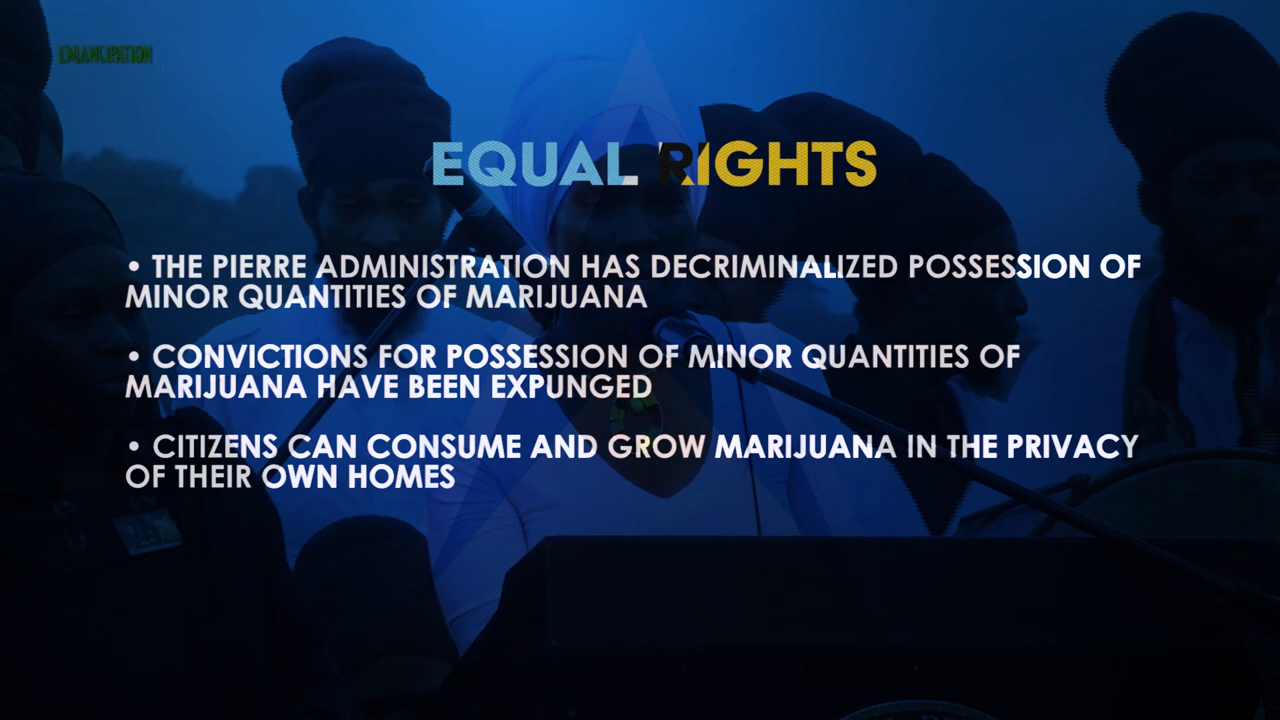 EMANCIPATION
EQUAL RIGHTS
• THE PIERRE ADMINISTRATION HAS DECRIMINALIZED POSSESSION OF
MINOR QUANTITIES OF MARIJUANA
• CONVICTIONS FOR POSSESSION OF MINOR QUANTITIES OF
MARIJUANA HAVE BEEN EXPUNGED
• CITIZENS CAN CONSUME AND GROW MARIJUANA IN THE PRIVACY
OF THEIR OWN HOMES